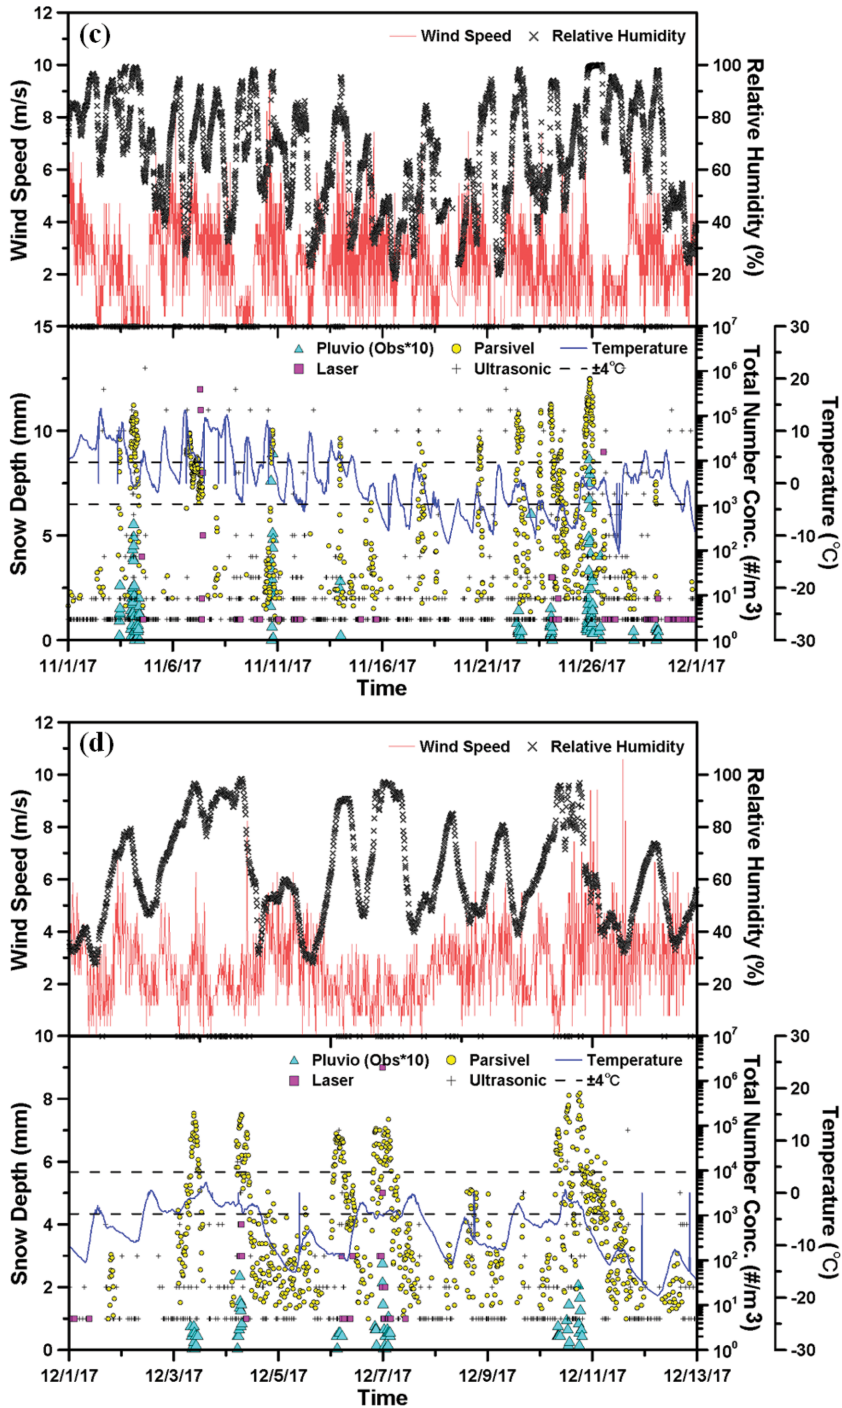 (c)
Wind Speed Relative Humidity
12
10
8
6
4
2
Wind Speed (m/s)
100
80
60
40
20
Relative Humidity (%)
Pluvio (Obs*10) Parsivel Temperature
Laser Ultrasonic ±4℃
15
10
5
0
Snow Depth (mm)
10^7
10^6
10^5
10^4
10^3
10^2
10^1
10^0
Total Number Conc. (#/m3)
30
20
10
0
-10
-20
-30
Temperature (℃)
11/1/17 11/6/17 11/11/17 11/16/17 11/21/17 11/26/17 12/1/17
Time
(d)
Wind Speed Relative Humidity
12
10
8
6
4
2
Wind Speed (m/s)
100
80
60
40
20
Relative Humidity (%)
Pluvio (Obs*10) Parsivel Temperature
Laser Ultrasonic ±4℃
10
8
6
4
2
0
Snow Depth (mm)
10^7
10^6
10^5
10^4
10^3
10^2
10^1
10^0
Total Number Conc. (#/m3)
30
20
10
0
-10
-20
-30
Temperature (℃)
12/1/17 12/3/17 12/5/17 12/7/17 12/9/17 12/11/17 12/13/17
Time